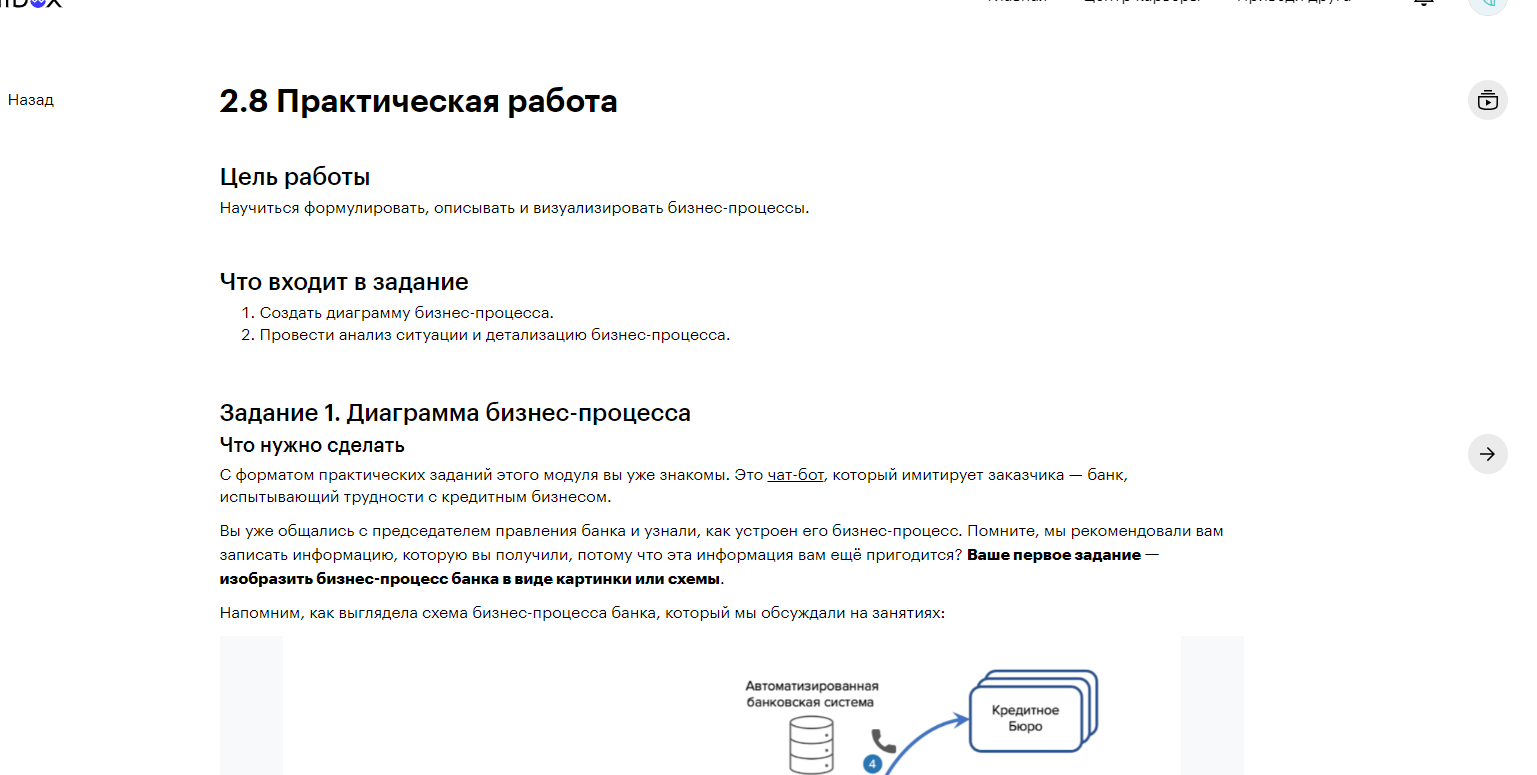 Назад
2.8 Практическая работа
Цель работы
Научиться формулировать, описывать и визуализировать бизнес-процессы.
Что входит в задание
1. Создать диаграмму бизнес-процесса.
2. Провести анализ ситуации и детализацию бизнес-процесса.
Задание 1. Диаграмма бизнес-процесса
Что нужно сделать
С форматом практических заданий этого модуля вы уже знакомы. Это чат-бот, который имитирует заказчика — банк,
испытывающий трудности с кредитным бизнесом.
Вы уже общались с председателем правления банка и узнали, как устроен его бизнес-процесс. Помните, мы рекомендовали вам
записать информацию, которую вы получили, потому что эта информация вам ещё пригодится? Ваше первое задание —
изобразить бизнес-процесс банка в виде картинки или схемы.
Напомним, как выглядела схема бизнес-процесса банка, который мы обсуждали на занятиях:
Автоматизированная
банковская система
Кредитное
Бюро
4